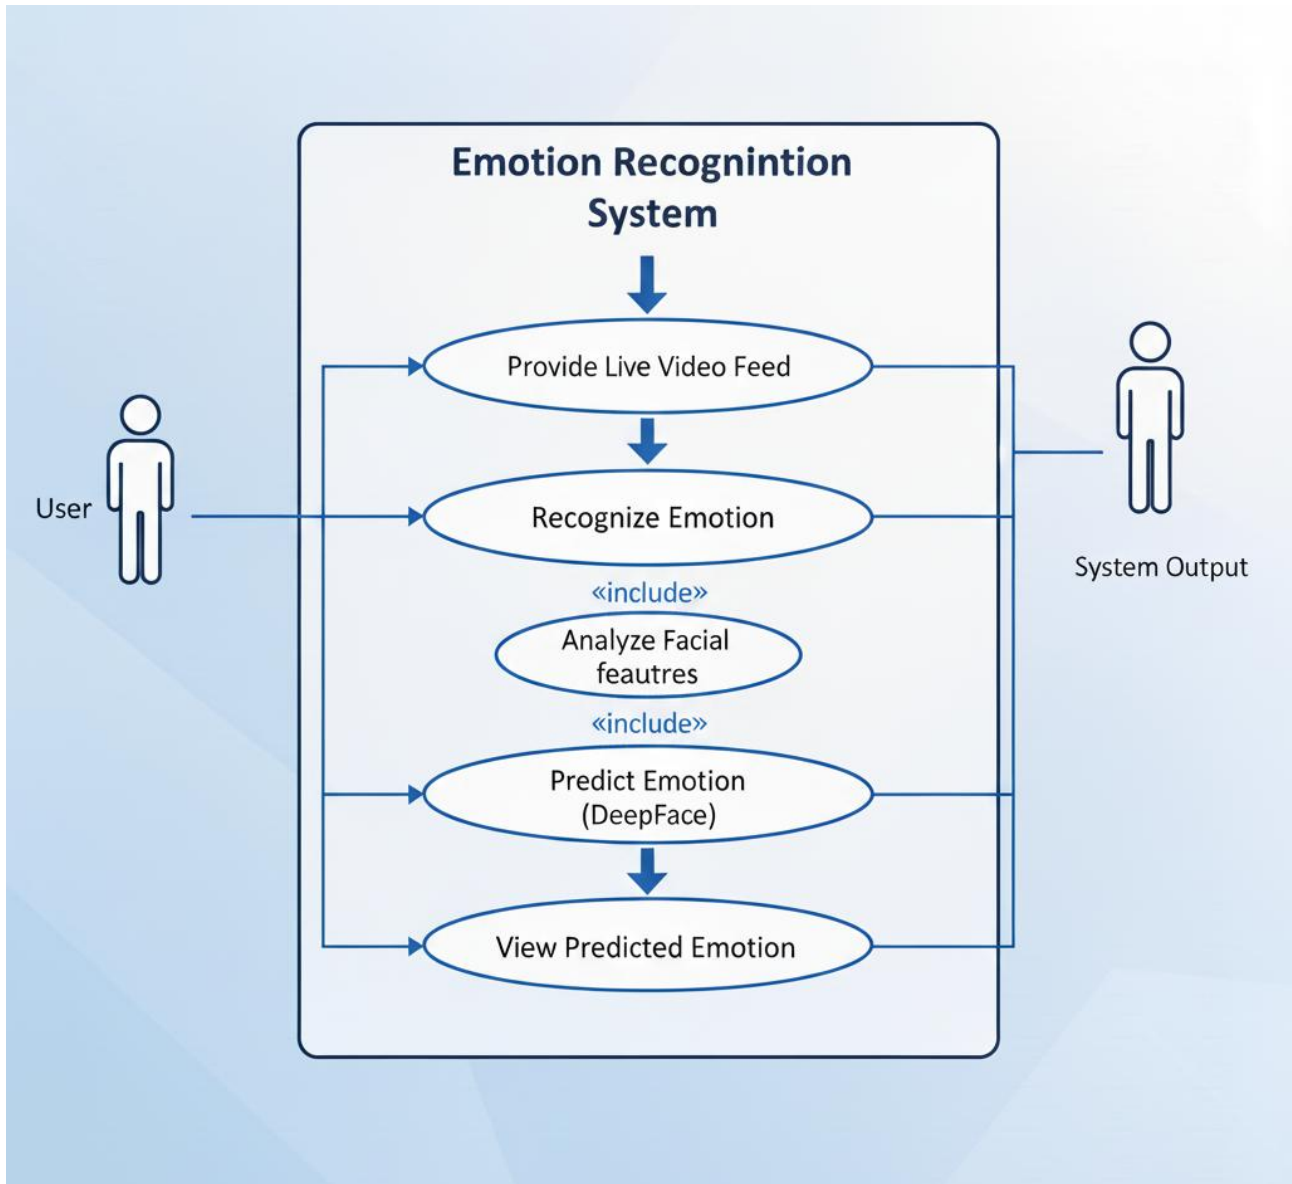 Emotion Recognintion
System
Provide Live Video Feed
User
Recognize Emotion
System Output
«include»
Analyze Facial
feautres
«include»
Predict Emotion
(DeepFace)
View Predicted Emotion